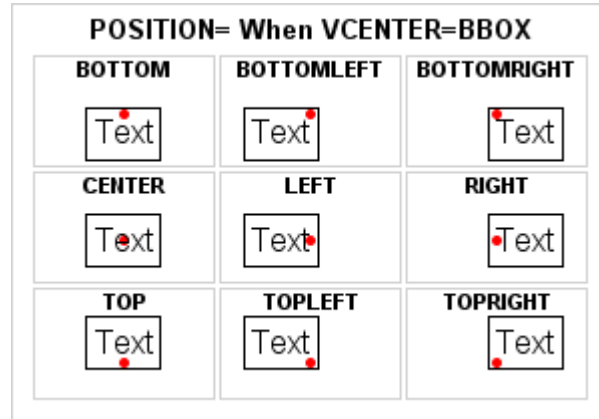 POSITION= When VCENTER=BBOX
BOTTOM BOTTOMLEFT BOTTOMRIGHT
Text Text Text
CENTER LEFT RIGHT
Text Text Text
TOP TOPLEFT TOPRIGHT
Text Text Text